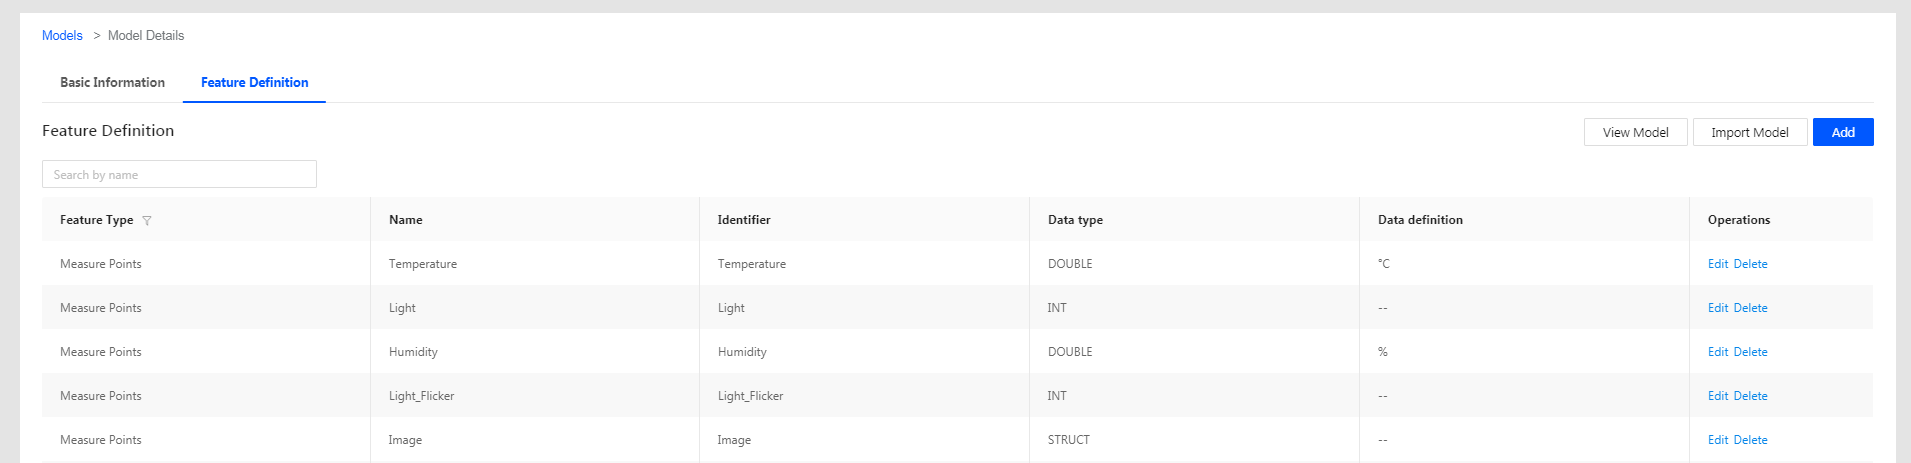 Models > Model Details
Basic Information Feature Definition
Feature Definition View Model Import Model Add
Search by name
Feature Type Name Identifier Data type Data definition Operations
Measure Points Temperature Temperature DOUBLE °C Edit Delete
Measure Points Light Light INT -- Edit Delete
Measure Points Humidity Humidity DOUBLE % Edit Delete
Measure Points Light_Flicker Light_Flicker INT -- Edit Delete
Measure Points Image Image STRUCT -- Edit Delete